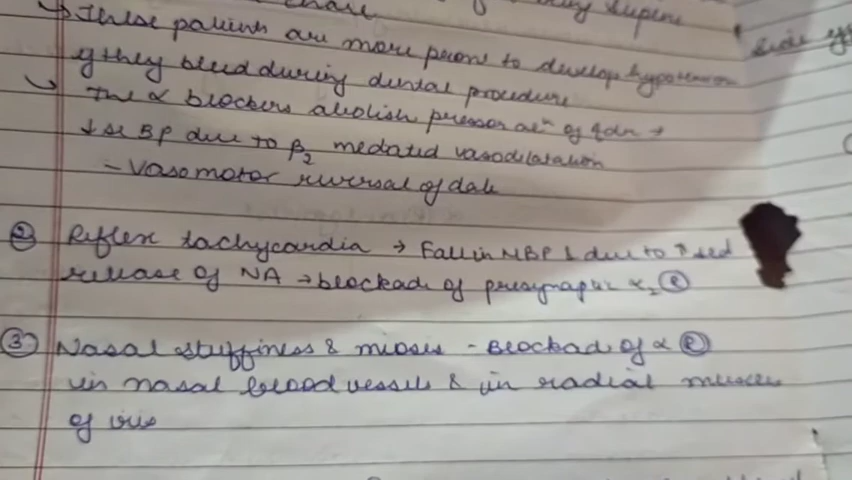 These patients are more prone to develop hypotension
if they bleed during dental procedure
The α blockers abolish pressor acⁿ of Adn →
↓se BP due to β₂ mediated vasodilatation
- Vasomotor reversal of dale
② Reflex tachycardia → Fall in MBP & due to ↑sed
release of NA → blockade of presynaptic α₂ Ⓡ
③ Nasal stuffiness & miosis - Blockade of α Ⓡ
in nasal blood vessels & in radial muscles
of iris